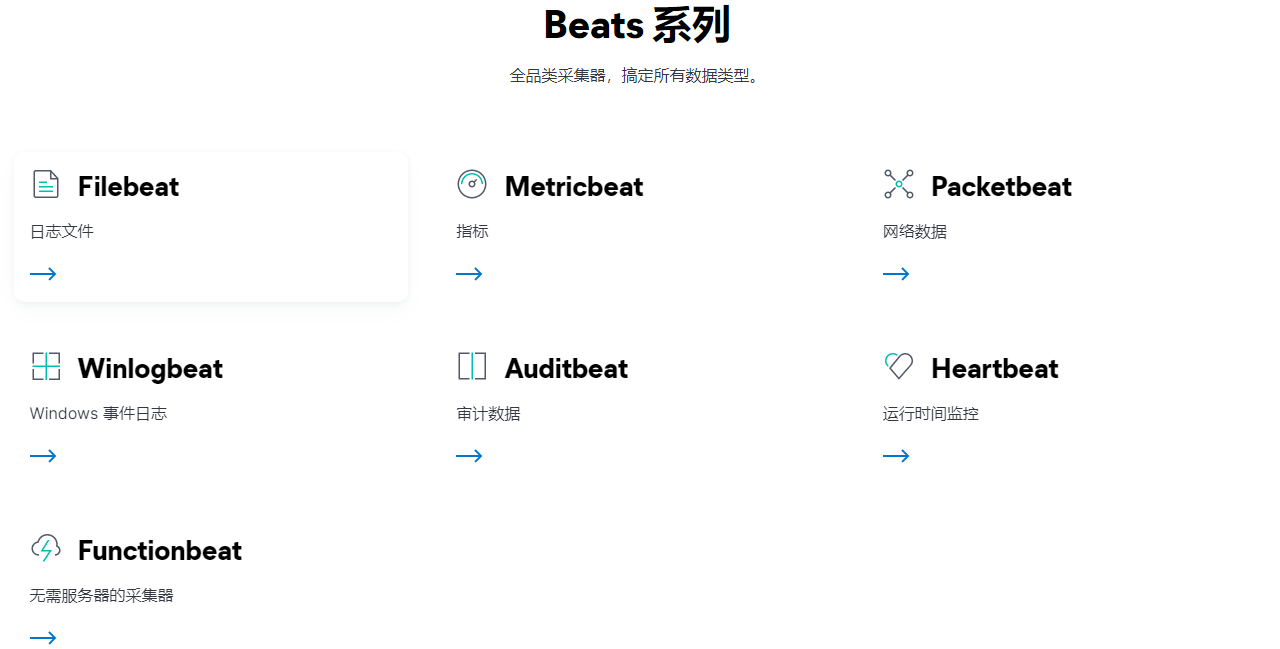 Beats 系列
全品类采集器，搞定所有数据类型。
Filebeat
日志文件
Metricbeat
指标
Packetbeat
网络数据
Winlogbeat
Windows 事件日志
Auditbeat
审计数据
Heartbeat
运行时间监控
Functionbeat
无需服务器的采集器